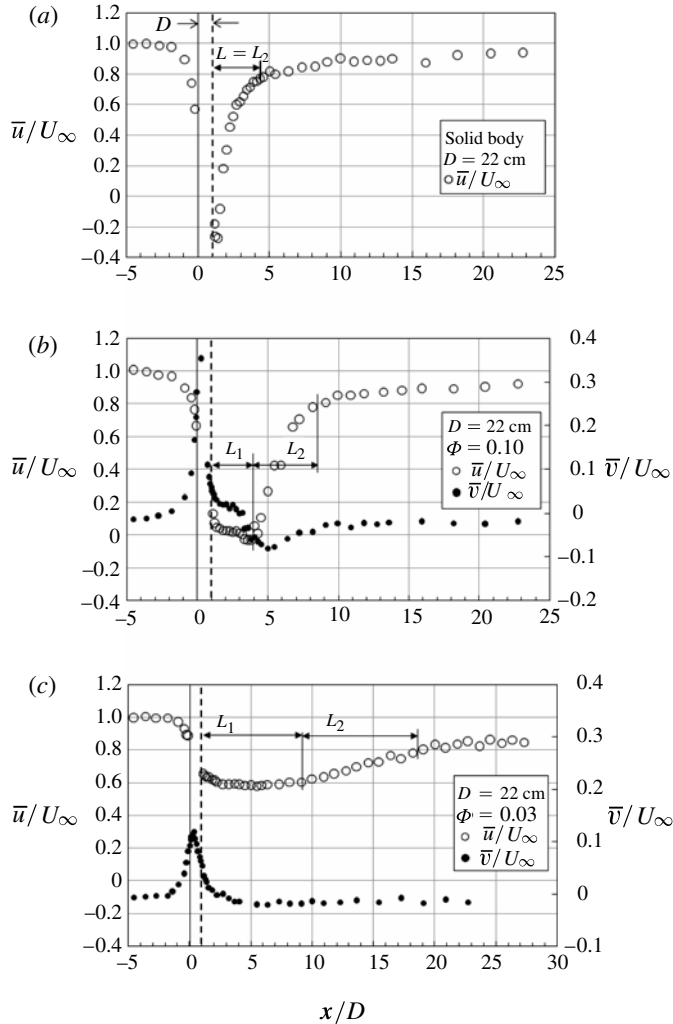 (a)
D
L = L₂
1.2
1.0
0.8
0.6
0.4
0.2
0
–0.2
–0.4
u̅/U∞
Solid body
D = 22 cm
u̅/U∞
–5 0 5 10 15 20 25
(b)
1.2
1.0
0.8
0.6
0.4
0.2
0
–0.2
–0.4
u̅/U∞
L₁ L₂
D = 22 cm
Φ = 0.10
u̅/U∞
v̅/U∞
0.4
0.3
0.2
0.1
0
–0.1
–0.2
v̅/U∞
–5 0 5 10 15 20 25
(c)
1.2
1.0
0.8
0.6
0.4
0.2
0
–0.2
–0.4
u̅/U∞
L₁ L₂
D = 22 cm
Φ = 0.03
u̅/U∞
v̅/U∞
0.4
0.3
0.2
0.1
0
–0.1
v̅/U∞
–5 0 5 10 15 20 25 30
x/D